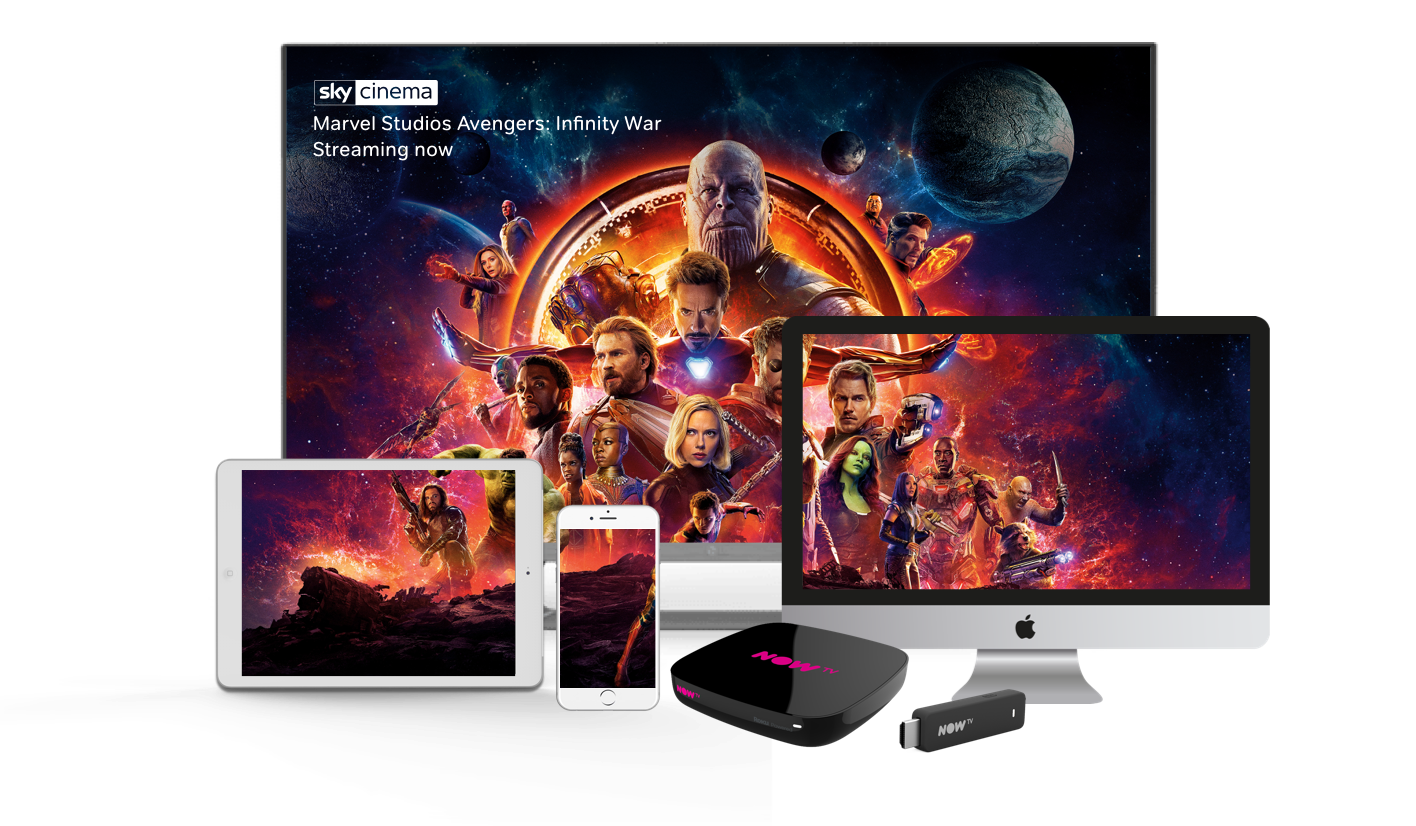 sky cinema
Marvel Studios Avengers: Infinity War
Streaming now
NOW TV
NOW TV
NOW TV